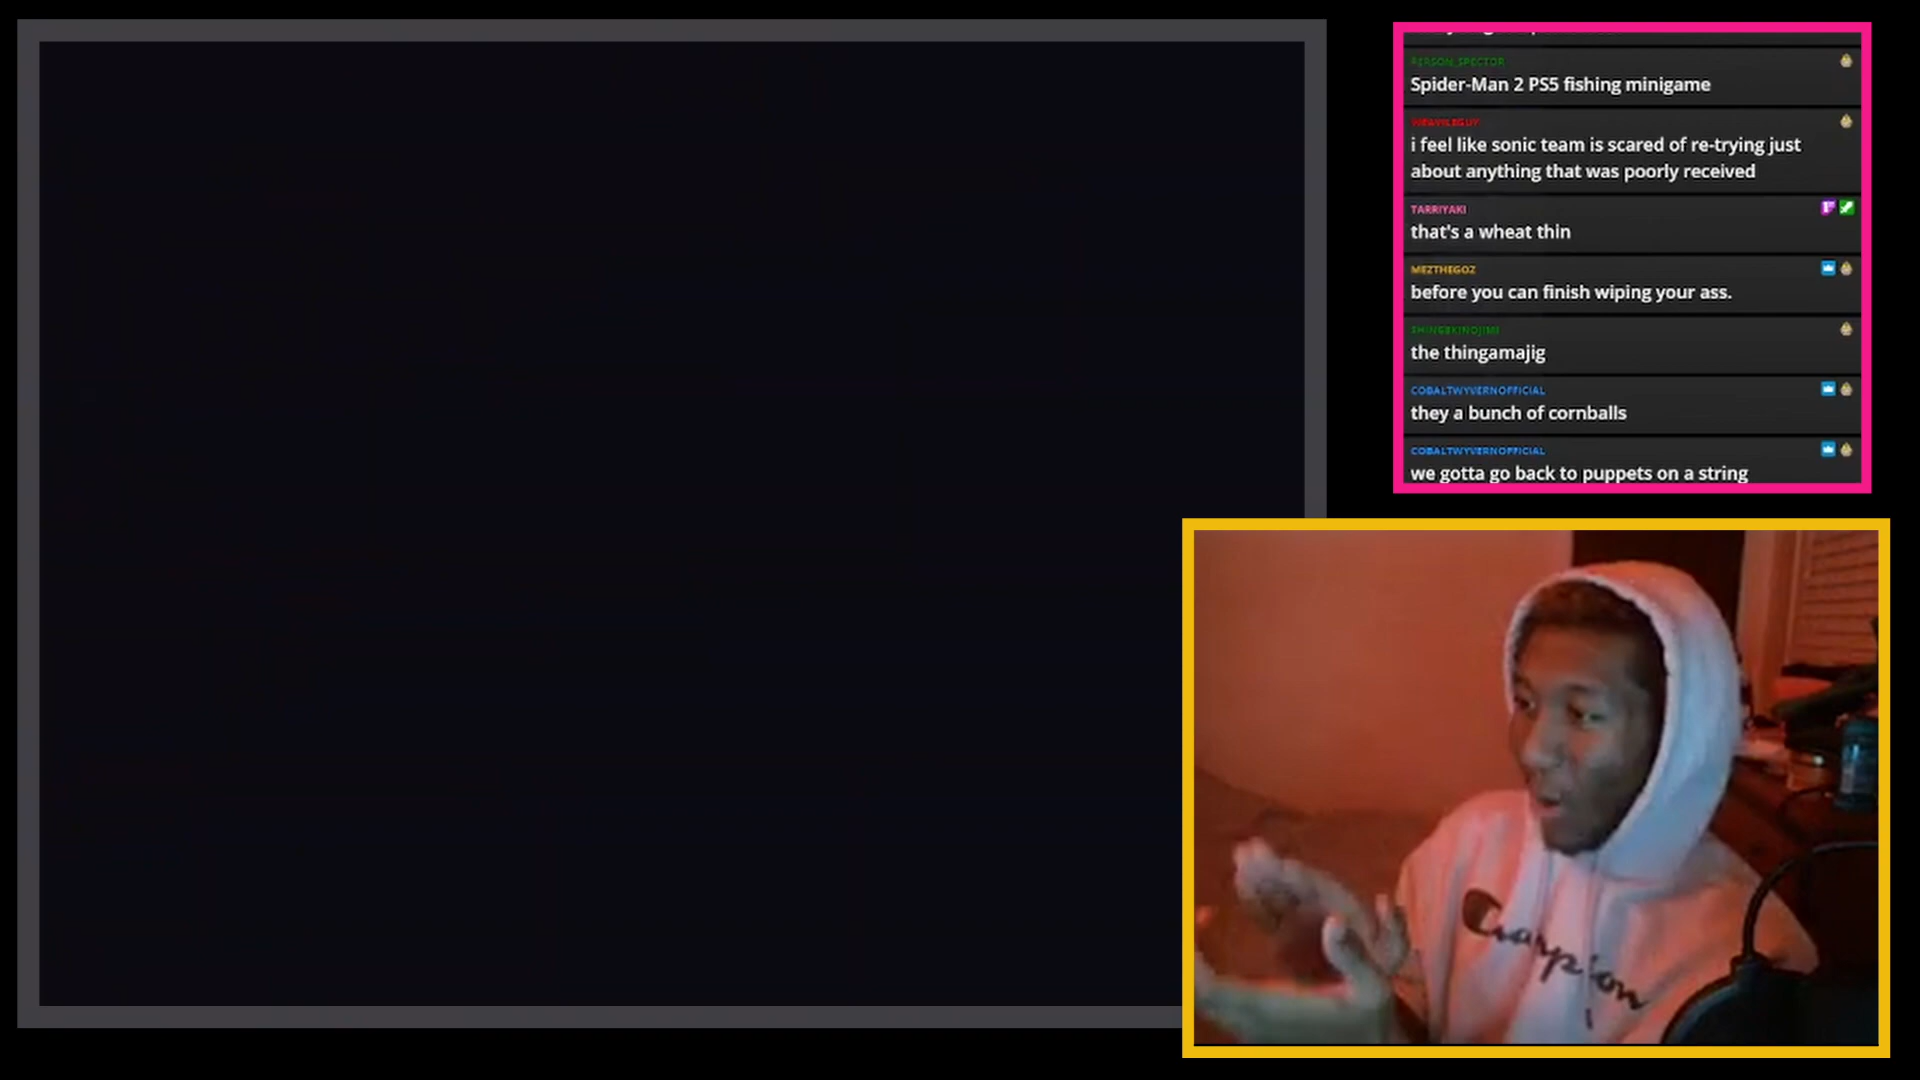 PERSON_SPECTOR
Spider-Man 2 PS5 fishing minigame
i feel like sonic team is scared of re-trying just
about anything that was poorly received
TARRIYAKI
that's a wheat thin
MEZTHEGOZ
before you can finish wiping your ass.
the thingamajig
COBALTWYVERNOFFICIAL
they a bunch of cornballs
COBALTWYVERNOFFICIAL
we gotta go back to puppets on a string
Champion